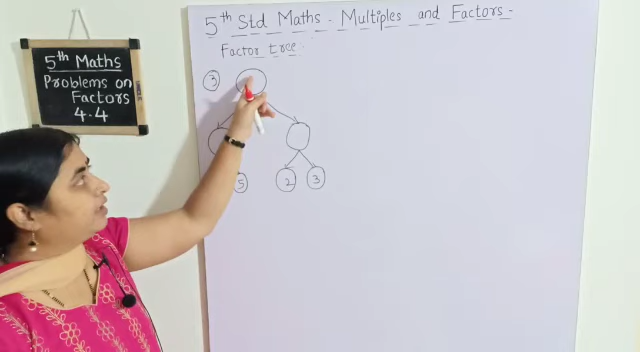 5th Std Maths - Multiples and Factors -
Factor tree -
5th Maths
Problems on
Factors
4.4
3
5 2 3